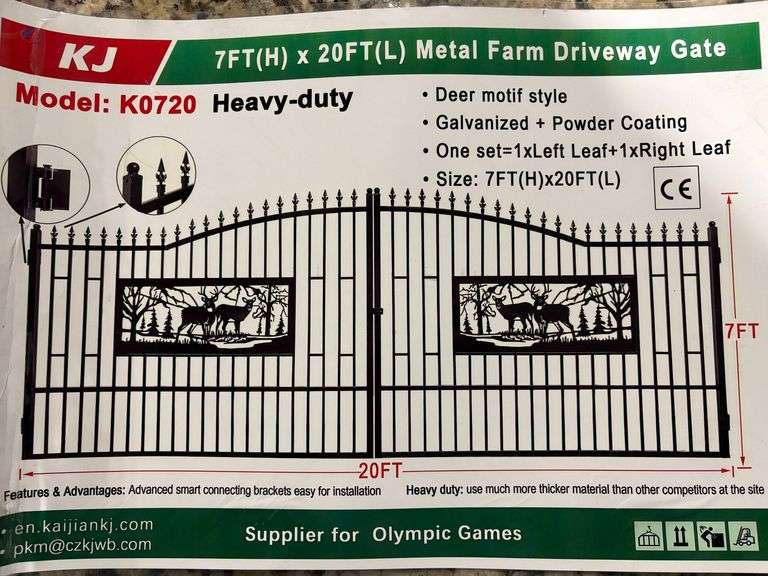 KJ
7FT(H) x 20FT(L) Metal Farm Driveway Gate
Model: K0720 Heavy-duty
• Deer motif style
• Galvanized + Powder Coating
• One set=1xLeft Leaf+1xRight Leaf
• Size: 7FT(H)x20FT(L)
CE
7FT
20FT
Features & Advantages: Advanced smart connecting brackets easy for installation
Heavy duty: use much more thicker material than other competitors at the site
en.kaijiankj.com
pkm@czkjwb.com
Supplier for Olympic Games